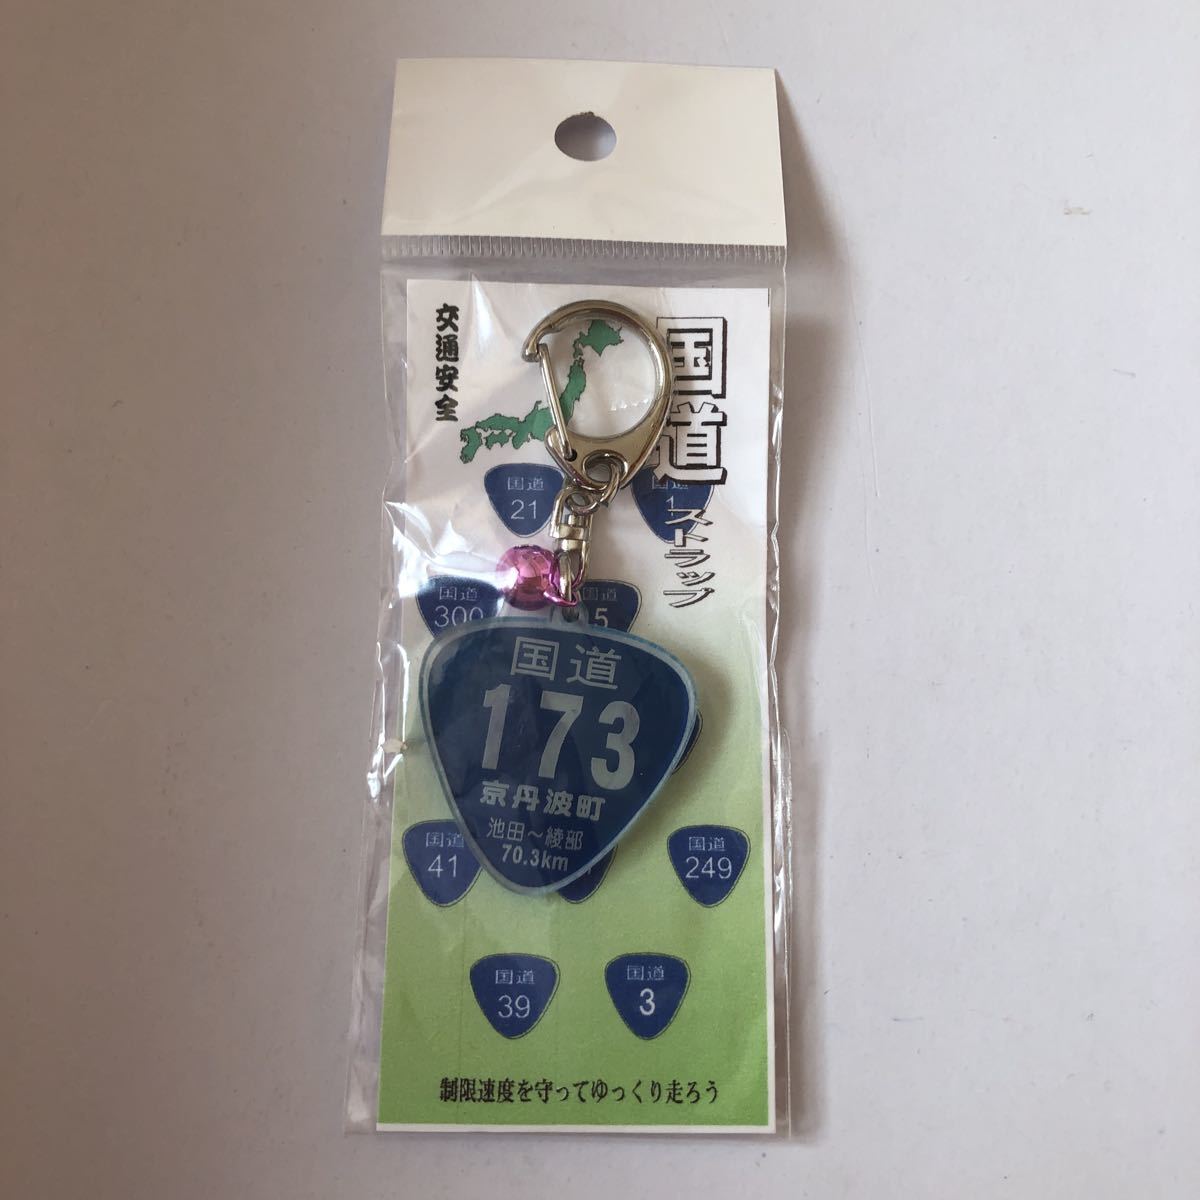 国道
ストラップ
交通安全
国道
21
国道
1
国道
300
国道
国道
173
京丹波町
池田～綾部
70.3km
国道
41
国道
249
国道
39
国道
3
制限速度を守ってゆっくり走ろう